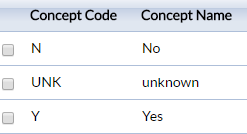 Concept Code Concept Name
N No
UNK unknown
Y Yes